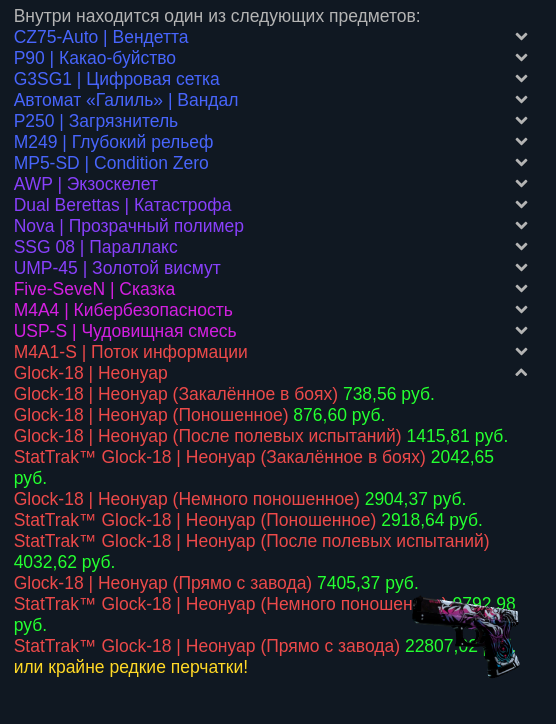 Внутри находится один из следующих предметов:
CZ75-Auto | Вендетта
P90 | Какао-буйство
G3SG1 | Цифровая сетка
Автомат «Галиль» | Вандал
P250 | Загрязнитель
M249 | Глубокий рельеф
MP5-SD | Condition Zero
AWP | Экзоскелет
Dual Berettas | Катастрофа
Nova | Прозрачный полимер
SSG 08 | Параллакс
UMP-45 | Золотой висмут
Five-SeveN | Сказка
M4A4 | Кибербезопасность
USP-S | Чудовищная смесь
M4A1-S | Поток информации
Glock-18 | Неонуар
Glock-18 | Неонуар (Закалённое в боях) 738,56 руб.
Glock-18 | Неонуар (Поношенное) 876,60 руб.
Glock-18 | Неонуар (После полевых испытаний) 1415,81 руб.
StatTrak™ Glock-18 | Неонуар (Закалённое в боях) 2042,65
руб.
Glock-18 | Неонуар (Немного поношенное) 2904,37 руб.
StatTrak™ Glock-18 | Неонуар (Поношенное) 2918,64 руб.
StatTrak™ Glock-18 | Неонуар (После полевых испытаний)
4032,62 руб.
Glock-18 | Неонуар (Прямо с завода) 7405,37 руб.
StatTrak™ Glock-18 | Неонуар (Немного
руб.
StatTrak™ Glock-18 | Неонуар (Прямо с завода)
или крайне редкие перчатки!